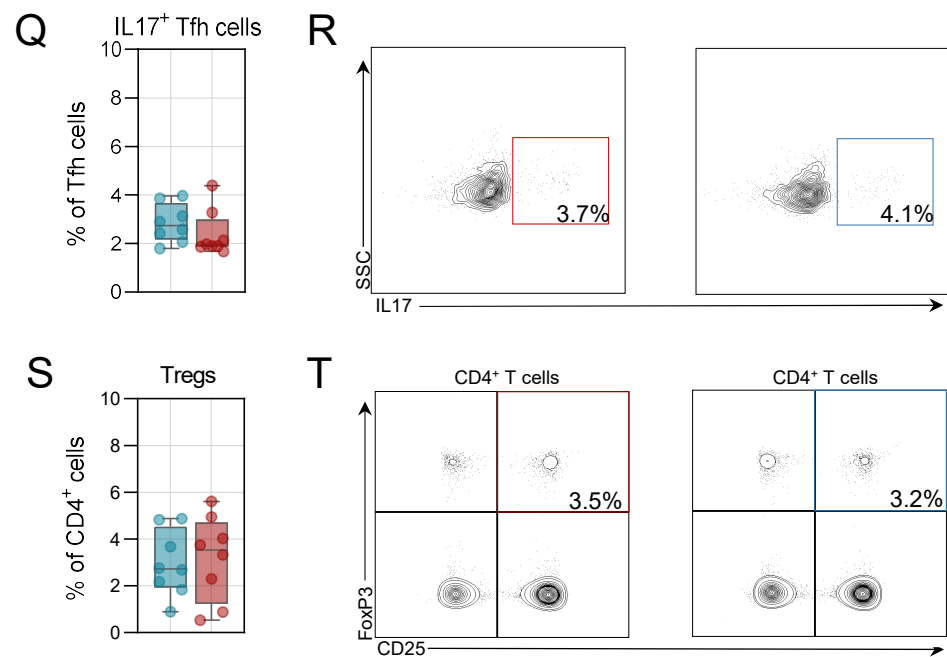 Q
IL17⁺ Tfh cells
% of Tfh cells
10
8
6
4
2
0
R
SSC
3.7%
4.1%
IL17
S
Tregs
% of CD4⁺ cells
10
8
6
4
2
0
T
CD4⁺ T cells
CD4⁺ T cells
FoxP3
3.5%
3.2%
CD25